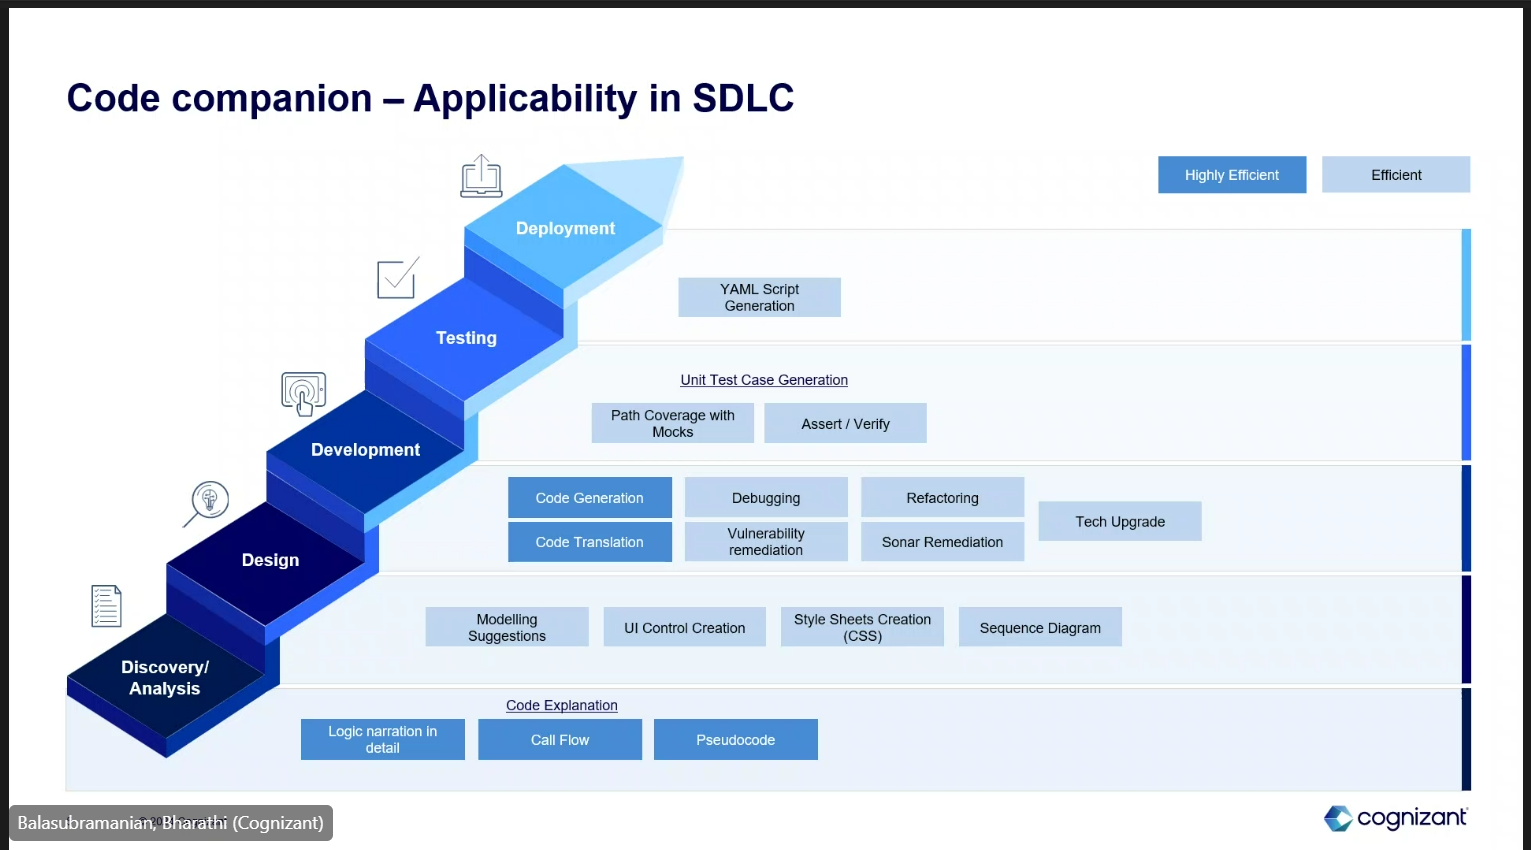 Code companion – Applicability in SDLC
Highly Efficient
Efficient
Deployment
YAML Script
Generation
Testing
Unit Test Case Generation
Path Coverage with
Mocks
Assert / Verify
Development
Code Generation
Debugging
Refactoring
Tech Upgrade
Code Translation
Vulnerability
remediation
Sonar Remediation
Design
Modelling
Suggestions
UI Control Creation
Style Sheets Creation
(CSS)
Sequence Diagram
Discovery/
Analysis
Code Explanation
Logic narration in
detail
Call Flow
Pseudocode
Balasubramanian, Bharathi (Cognizant)
cognizant